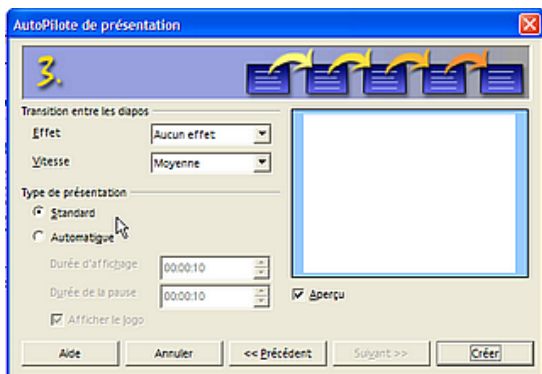 AutoPilote de présentation
3.
Transition entre les diapos
Effet Aucun effet
Vitesse Moyenne
Type de présentation
Standard
Automatique
Durée d'affichage 00:00:10
Durée de la pause 00:00:10
Afficher le logo
Aperçu
Aide Annuler << Précédent Suivant >> Créer